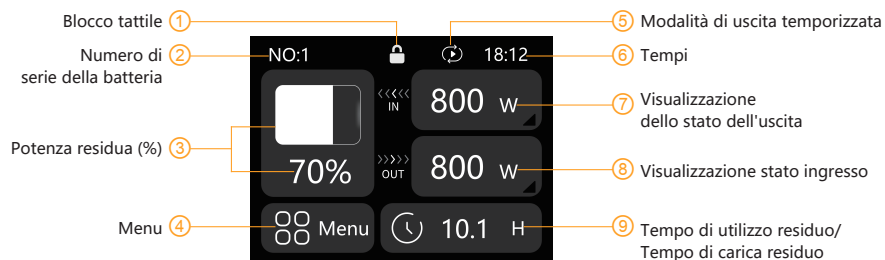 Blocco tattile ①
Numero di ②
serie della batteria
Potenza residua (%) ③
Menu ④
NO:1
18:12
‹‹‹‹‹
IN
800 W
70%
›››››
OUT
800 W
Menu
10.1 H
⑤ Modalità di uscita temporizzata
⑥ Tempi
⑦ Visualizzazione
dello stato dell'uscita
⑧ Visualizzazione stato ingresso
⑨ Tempo di utilizzo residuo/
Tempo di carica residuo